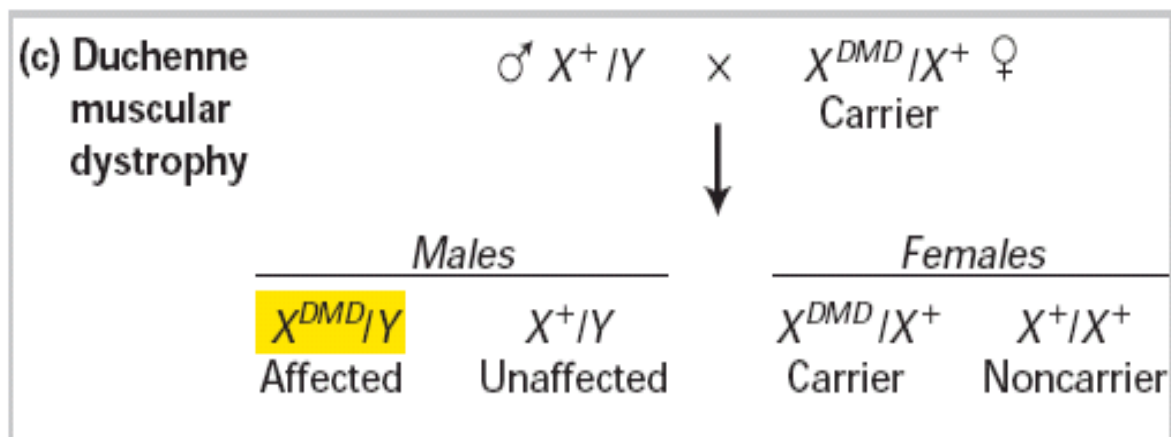 (c) Duchenne muscular dystrophy
♂ X⁺/Y × Xᴰᴹᴰ/X⁺ ♀
Carrier
Males Females
Xᴰᴹᴰ/Y X⁺/Y Xᴰᴹᴰ/X⁺ X⁺/X⁺
Affected Unaffected Carrier Noncarrier